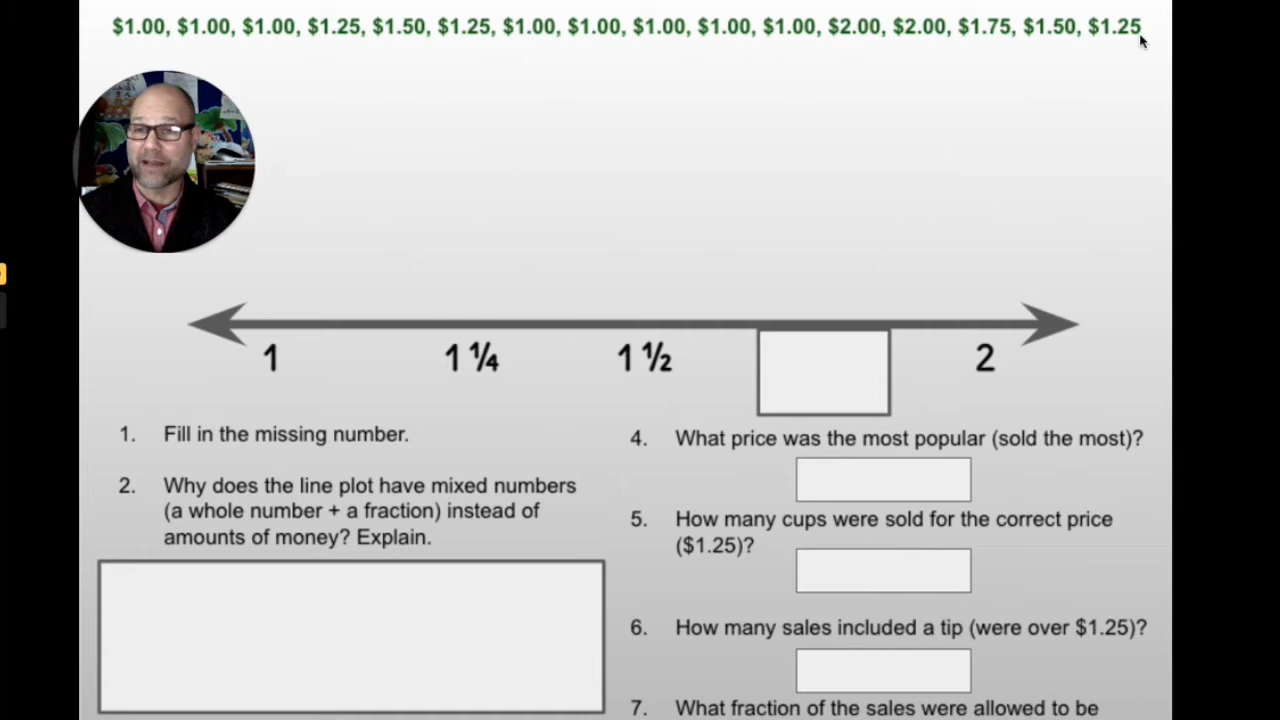 $1.00, $1.00, $1.00, $1.25, $1.50, $1.25, $1.00, $1.00, $1.00, $1.00, $1.00, $2.00, $2.00, $1.75, $1.50, $1.25
1 1 ¼ 1 ½ 2
1. Fill in the missing number.
2. Why does the line plot have mixed numbers
(a whole number + a fraction) instead of
amounts of money? Explain.
4. What price was the most popular (sold the most)?
5. How many cups were sold for the correct price
($1.25)?
6. How many sales included a tip (were over $1.25)?
7. What fraction of the sales were allowed to be